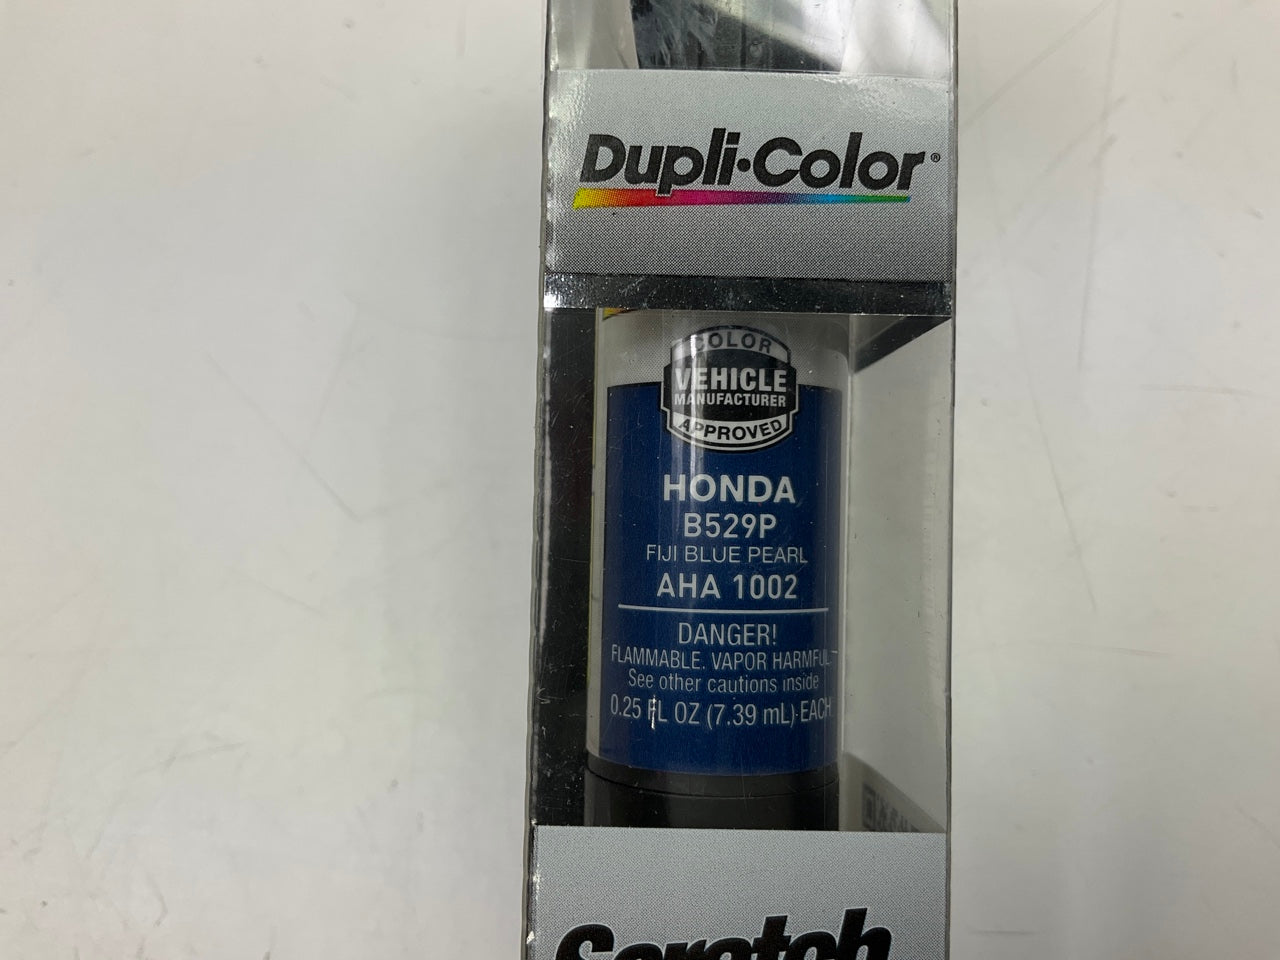 Dupli·Color®
COLOR
VEHICLE
MANUFACTURER
APPROVED
HONDA
B529P
FIJI BLUE PEARL
AHA 1002
DANGER!
FLAMMABLE. VAPOR HARMFUL
See other cautions inside
0.25 FL OZ (7.39 mL) EACH
Scratch